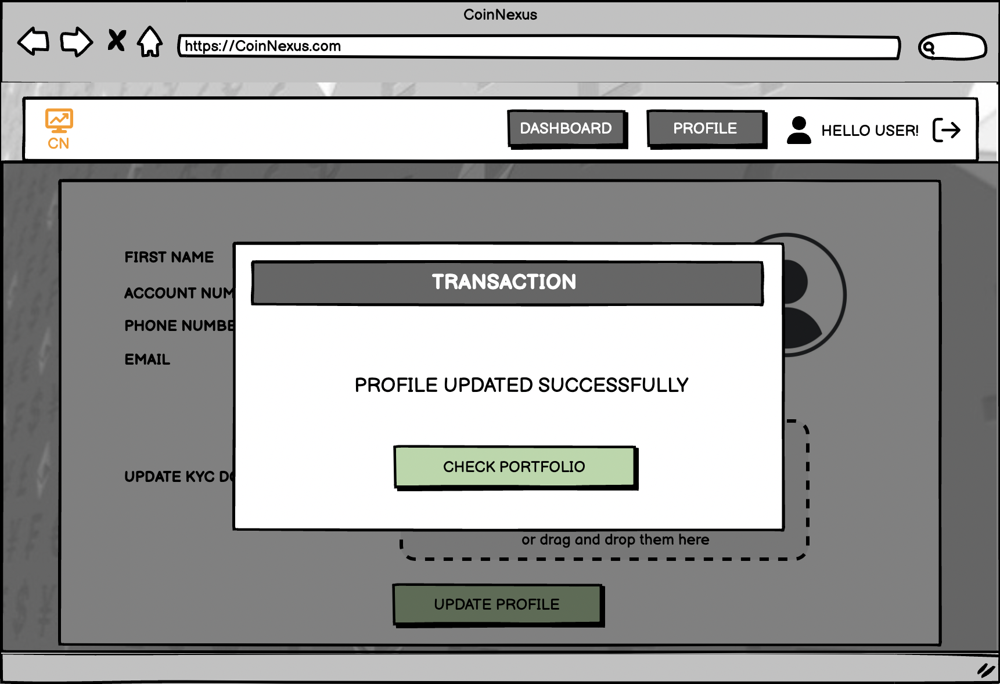 CoinNexus
https://CoinNexus.com
CN
DASHBOARD
PROFILE
HELLO USER!
FIRST NAME
ACCOUNT NUM
PHONE NUMBE
EMAIL
UPDATE KYC
TRANSACTION
PROFILE UPDATED SUCCESSFULLY
CHECK PORTFOLIO
or drag and drop them here
UPDATE PROFILE